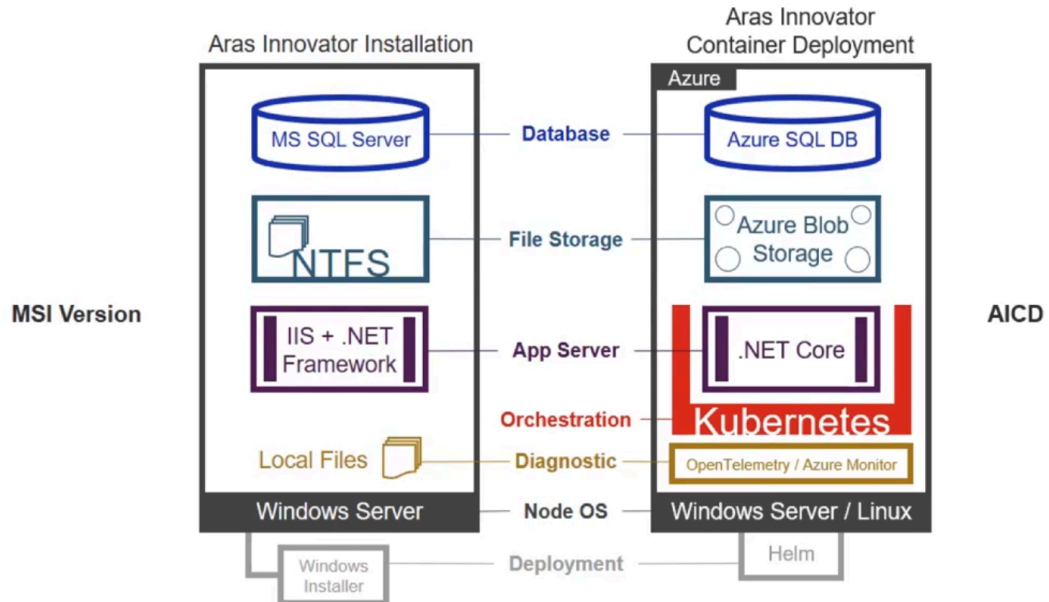 Aras Innovator Installation
Aras Innovator
Container Deployment
Azure
MS SQL Server
Database
Azure SQL DB
NTFS
File Storage
Azure Blob
Storage
MSI Version
IIS + .NET
Framework
App Server
.NET Core
AICD
Orchestration
Kubernetes
Local Files
Diagnostic
OpenTelemetry / Azure Monitor
Windows Server
Node OS
Windows Server / Linux
Windows
Installer
Deployment
Helm